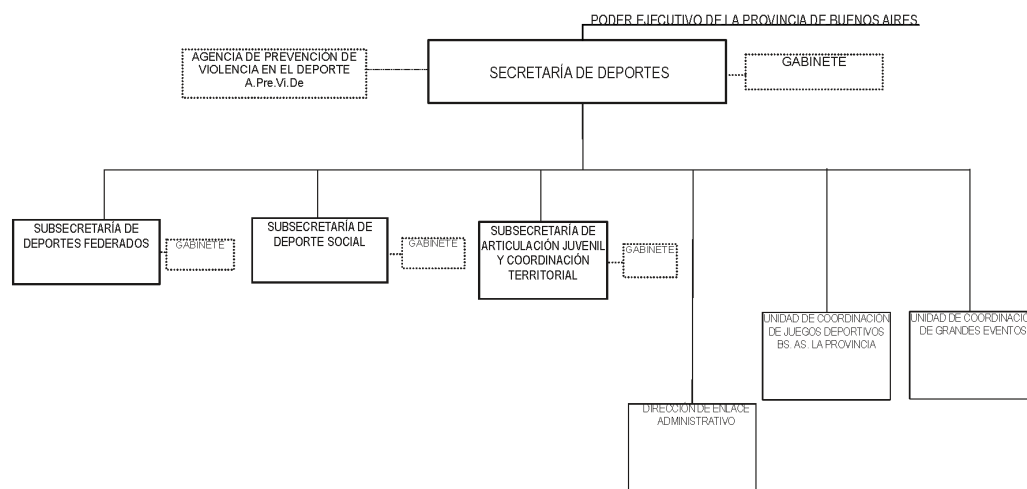 PODER EJECUTIVO DE LA PROVINCIA DE BUENOS AIRES
AGENCIA DE PREVENCIÓN DE
VIOLENCIA EN EL DEPORTE
A.Pre.Vi.De
SECRETARÍA DE DEPORTES
GABINETE
SUBSECRETARÍA DE
DEPORTES FEDERADOS
GABINETE
SUBSECRETARÍA DE
DEPORTE SOCIAL
GABINETE
SUBSECRETARÍA DE
ARTICULACIÓN JUVENIL
Y COORDINACIÓN
TERRITORIAL
GABINETE
UNIDAD DE COORDINACIÓN
DE JUEGOS DEPORTIVOS
BS. AS. LA PROVINCIA
UNIDAD DE COORDINACIÓ
DE GRANDES EVENTOS
DIRECCIÓN DE ENLACE
ADMINISTRATIVO